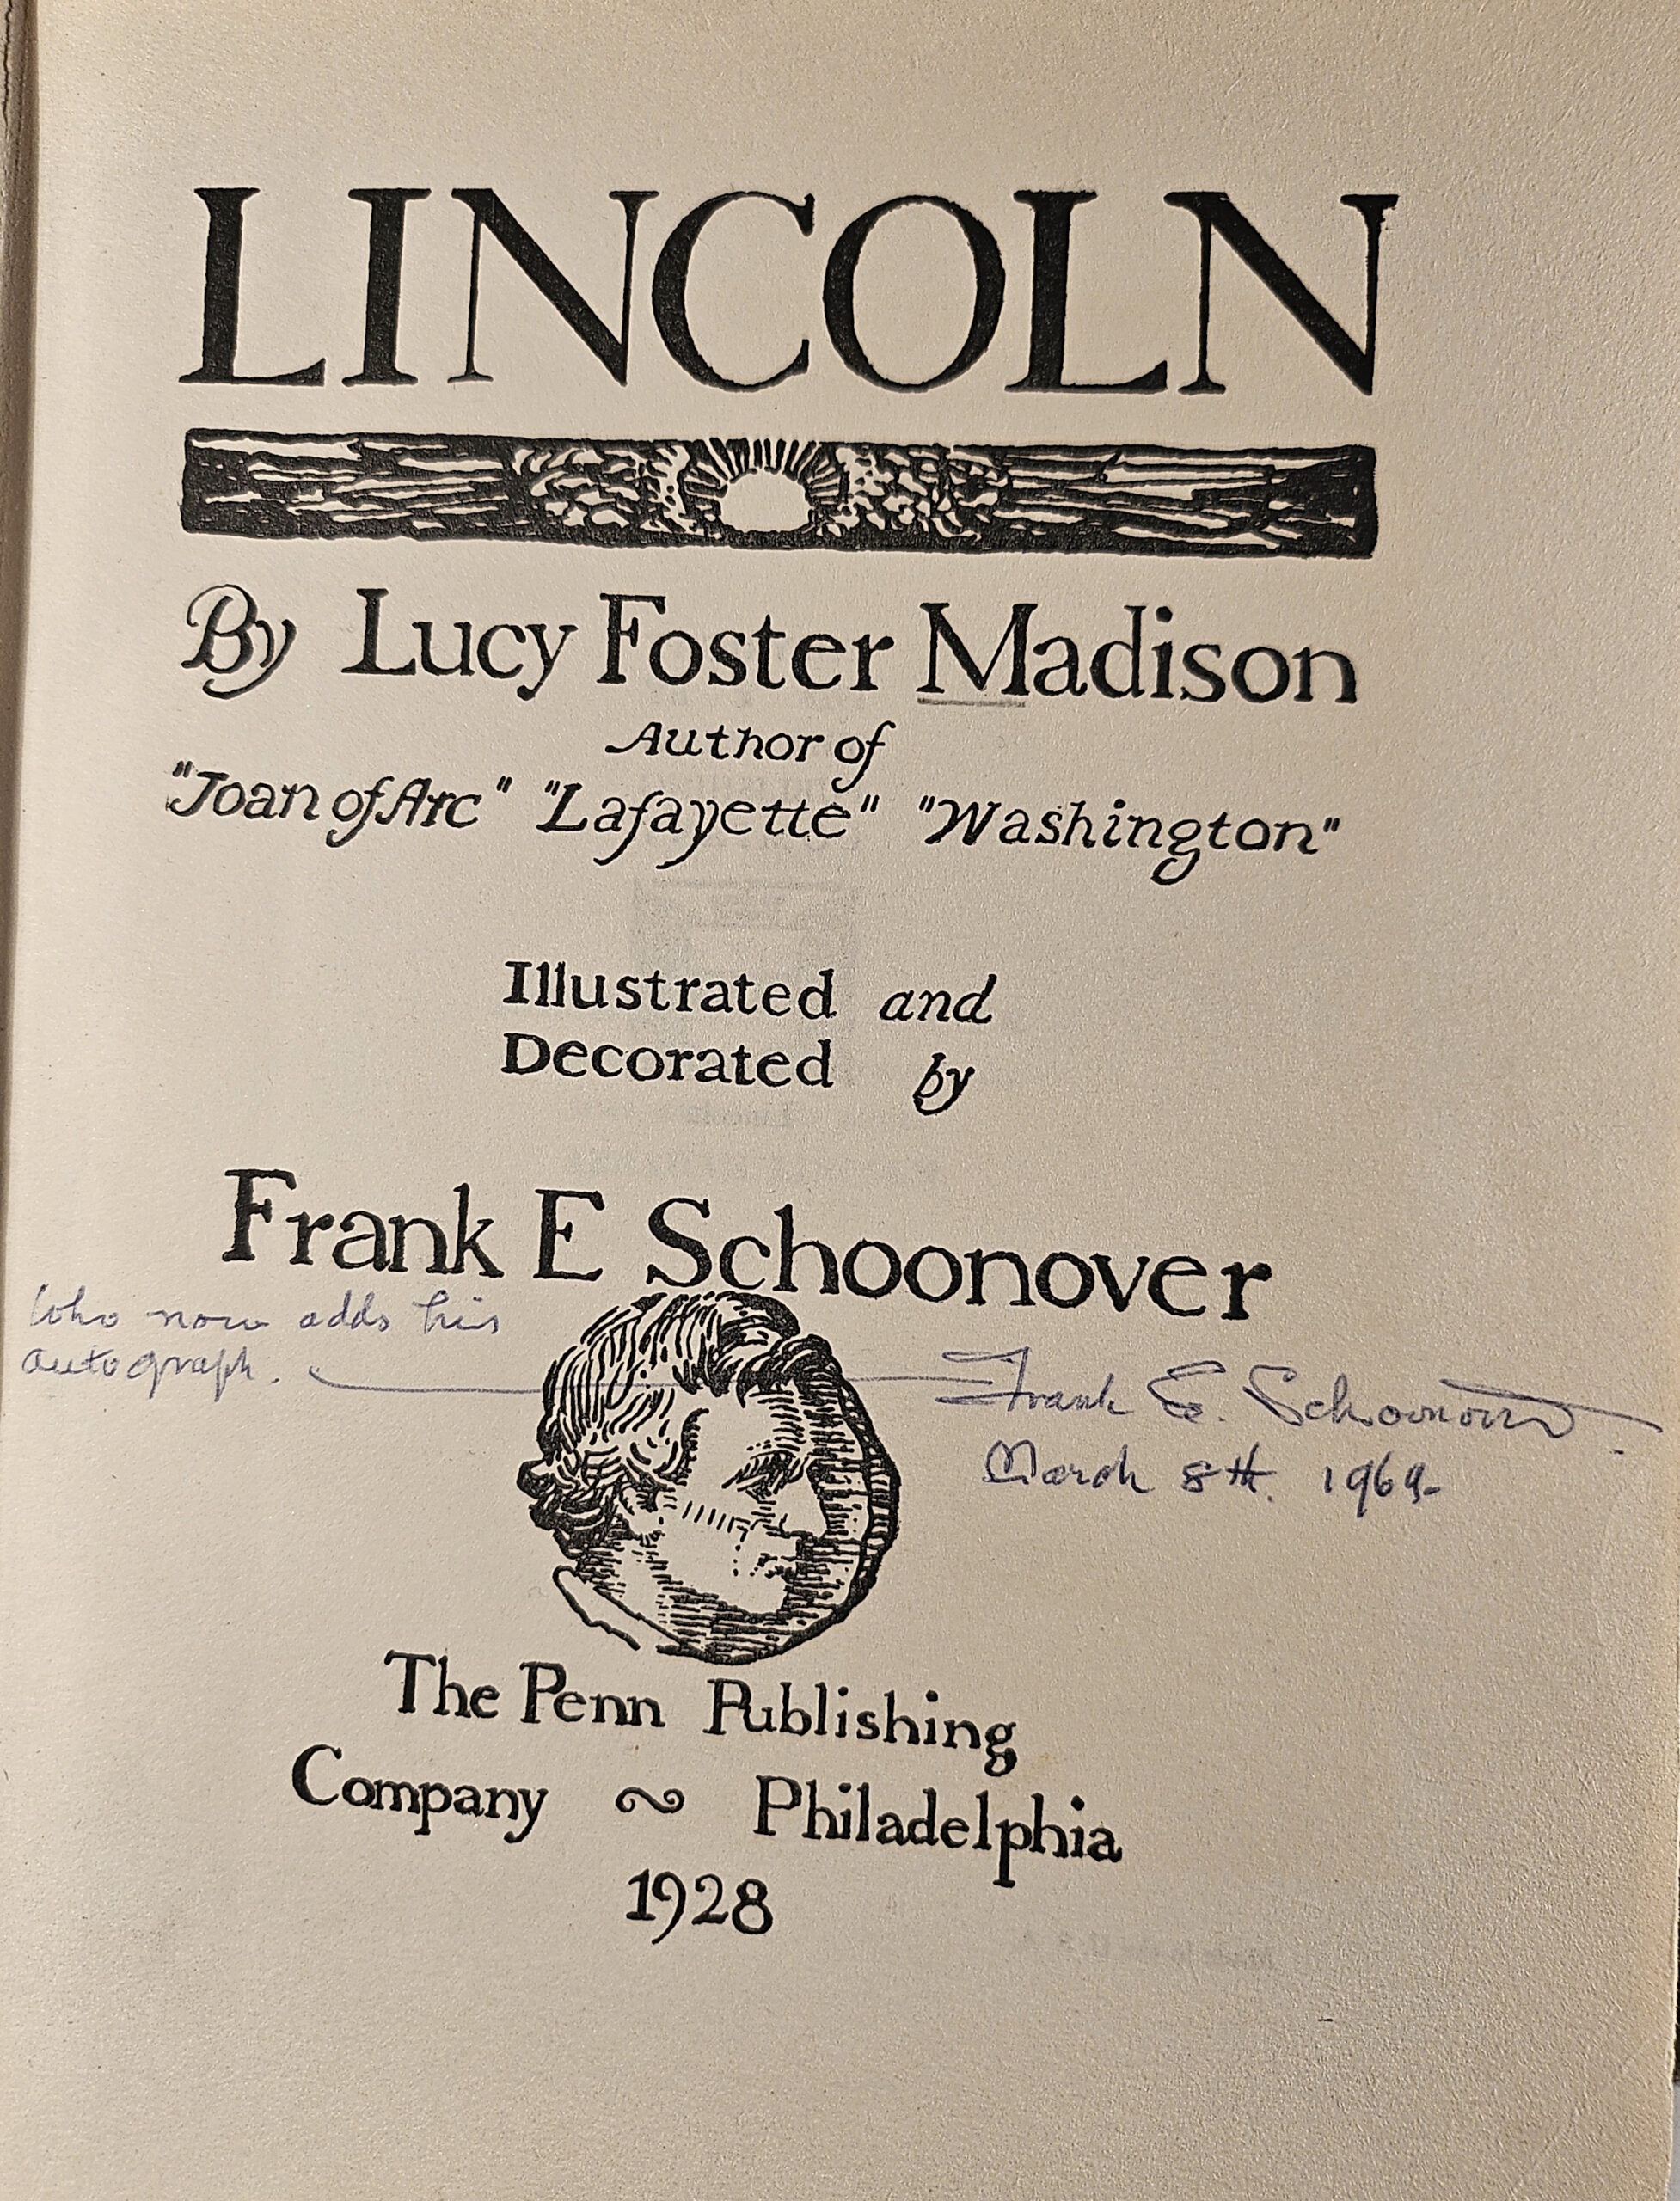 LINCOLN
By Lucy Foster Madison
Author of
"Joan of Arc" "Lafayette" "Washington"
Illustrated and
Decorated by
Frank E Schoonover
Who now adds his
autograph.
Frank E. Schoonover.
March 8th. 1969-
The Penn Publishing
Company ~ Philadelphia
1928